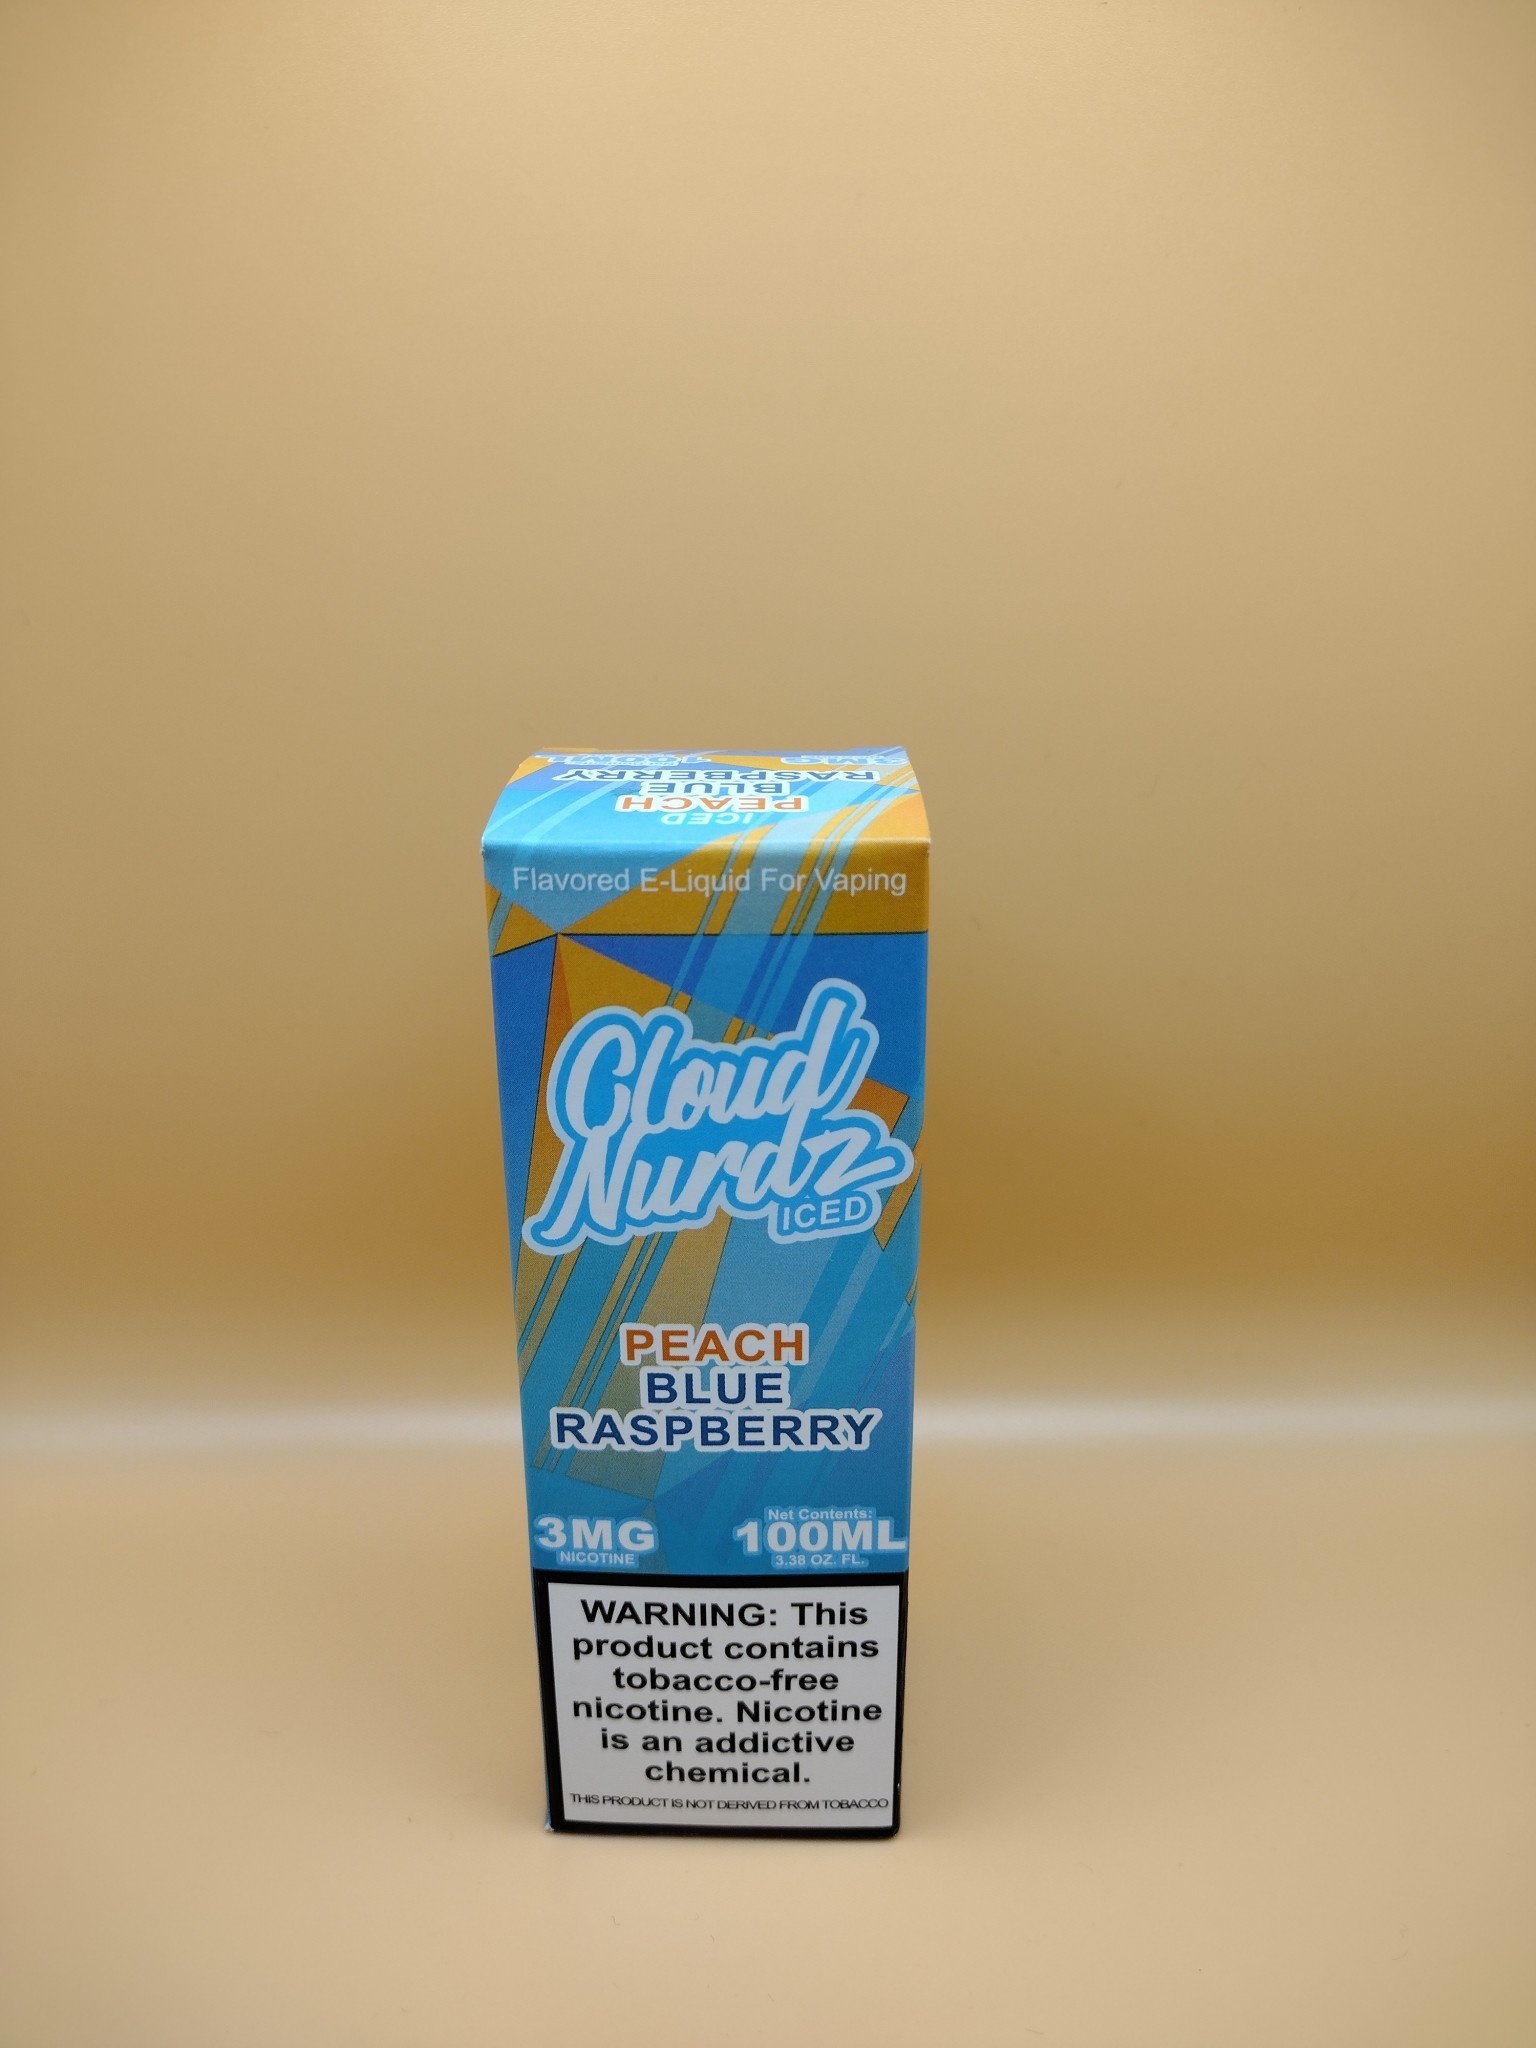 100ML
3MG
RASPBERRY
BLUE
PEACH
ICED
Flavored E-Liquid For Vaping
Cloud
Nurdz
ICED
PEACH
BLUE
RASPBERRY
3MG
NICOTINE
Net Contents:
100ML
3.38 OZ. FL.
WARNING: This
product contains
tobacco-free
nicotine. Nicotine
is an addictive
chemical.
THIS PRODUCT IS NOT DERIVED FROM TOBACCO